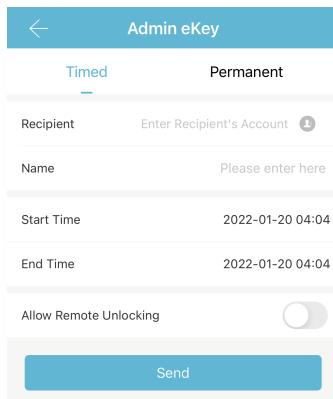 Admin eKey
Timed Permanent
Recipient Enter Recipient's Account
Name Please enter here
Start Time 2022-01-20 04:04
End Time 2022-01-20 04:04
Allow Remote Unlocking
Send